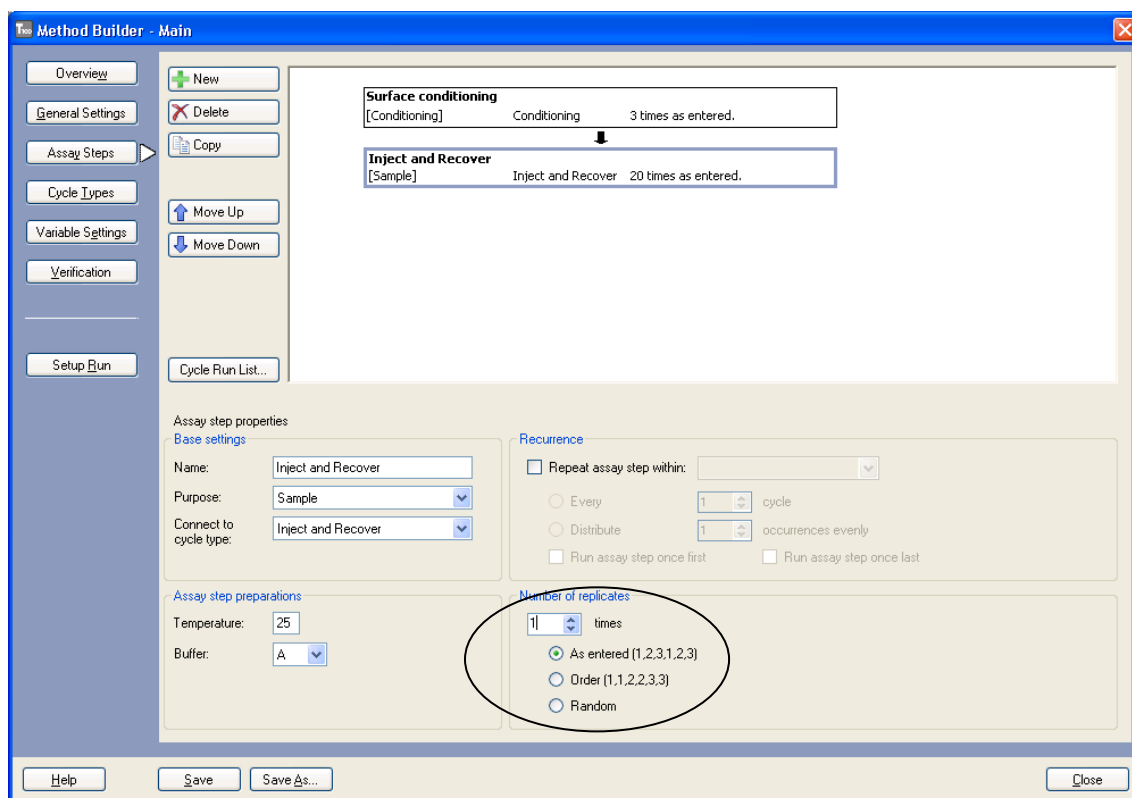 T100 Method Builder - Main
Overview
General Settings
Assay Steps
Cycle Types
Variable Settings
Verification
Setup Run
New
Delete
Copy
Move Up
Move Down
Cycle Run List...
Surface conditioning
[Conditioning] Conditioning 3 times as entered.
Inject and Recover
[Sample] Inject and Recover 20 times as entered.
Assay step properties
Base settings
Name: Inject and Recover
Purpose: Sample
Connect to
cycle type: Inject and Recover
Recurrence
Repeat assay step within:
Every 1 cycle
Distribute 1 occurrences evenly
Run assay step once first Run assay step once last
Assay step preparations
Temperature: 25
Buffer: A
Number of replicates
1 times
As entered (1,2,3,1,2,3)
Order (1,1,2,2,3,3)
Random
Help Save Save As... Close